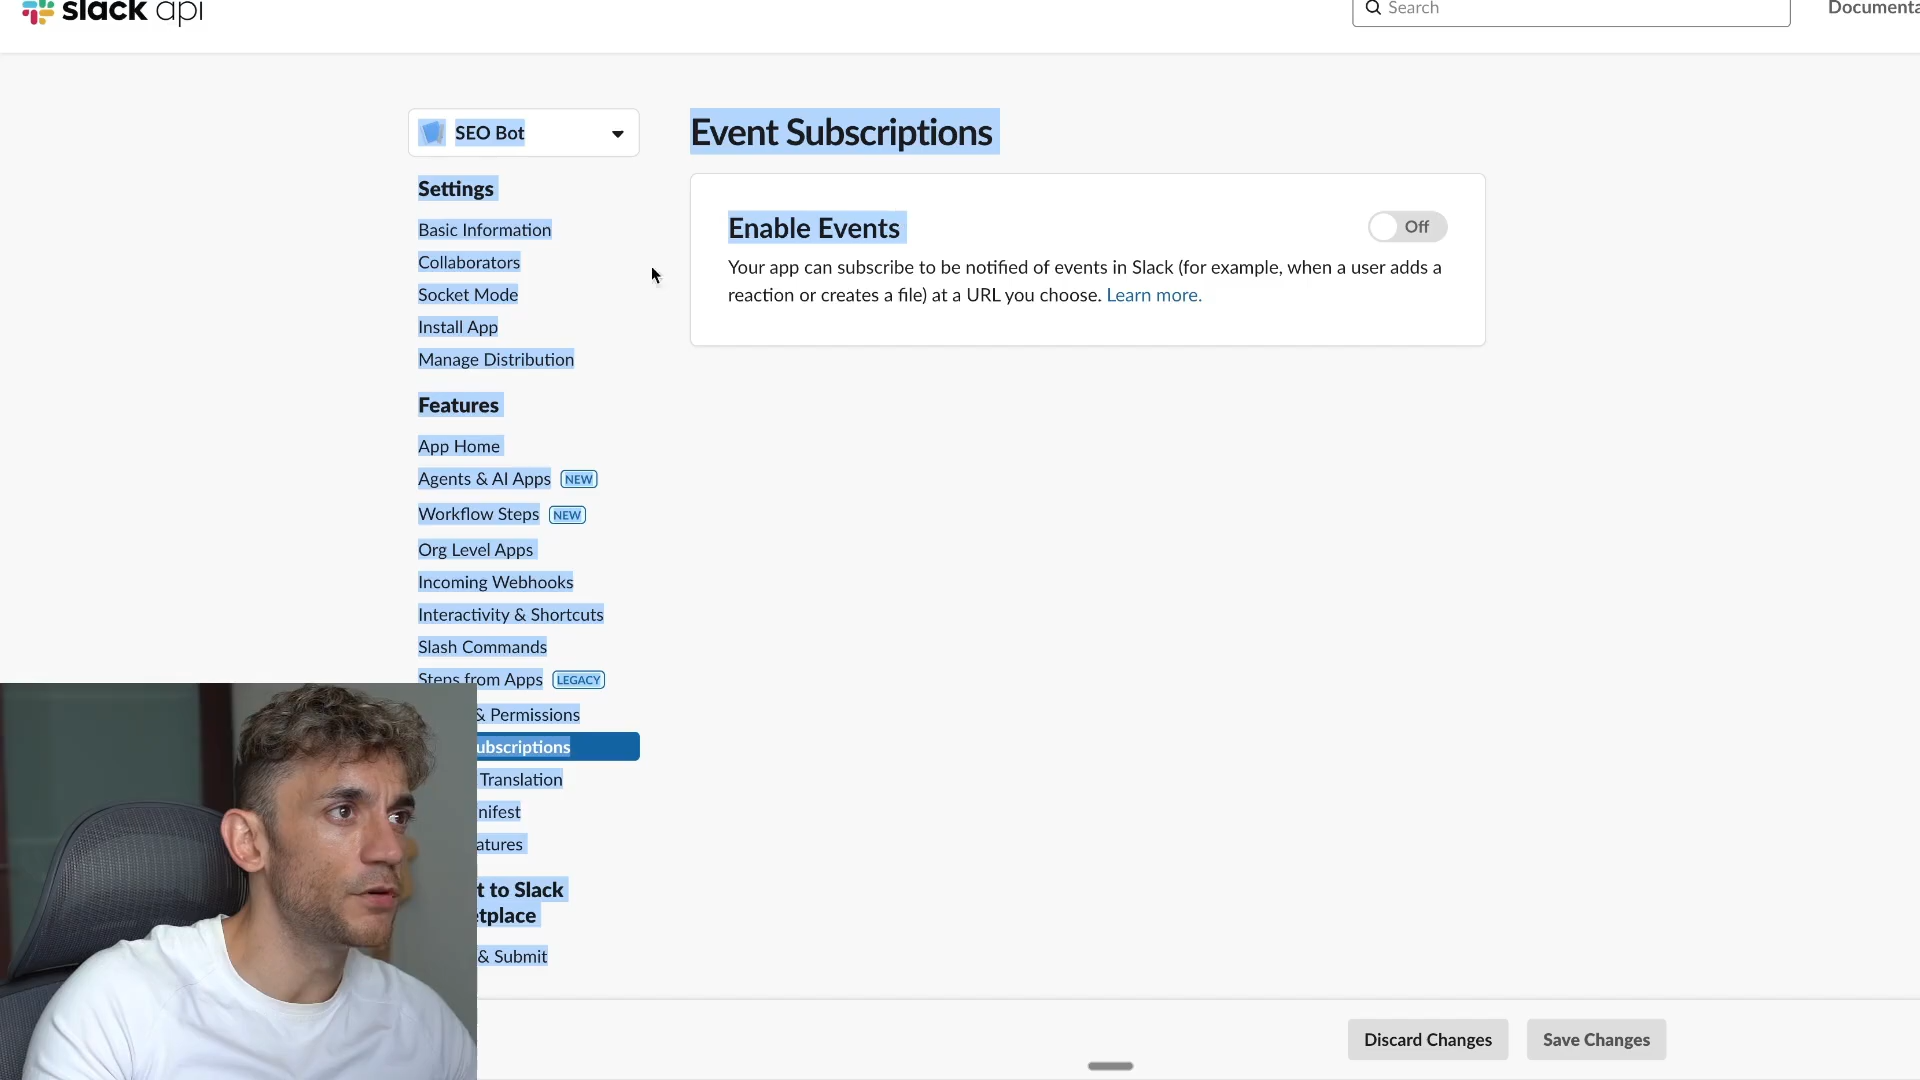 slack api
Search
Documenta
SEO Bot
Settings
Basic Information
Collaborators
Socket Mode
Install App
Manage Distribution
Features
App Home
Agents & AI Apps NEW
Workflow Steps NEW
Org Level Apps
Incoming Webhooks
Interactivity & Shortcuts
Slash Commands
Steps from Apps LEGACY
& Permissions
ubscriptions
Translation
nifest
atures
t to Slack
etplace
& Submit
Event Subscriptions
Enable Events
Off
Your app can subscribe to be notified of events in Slack (for example, when a user adds a
reaction or creates a file) at a URL you choose. Learn more.
Discard Changes
Save Changes